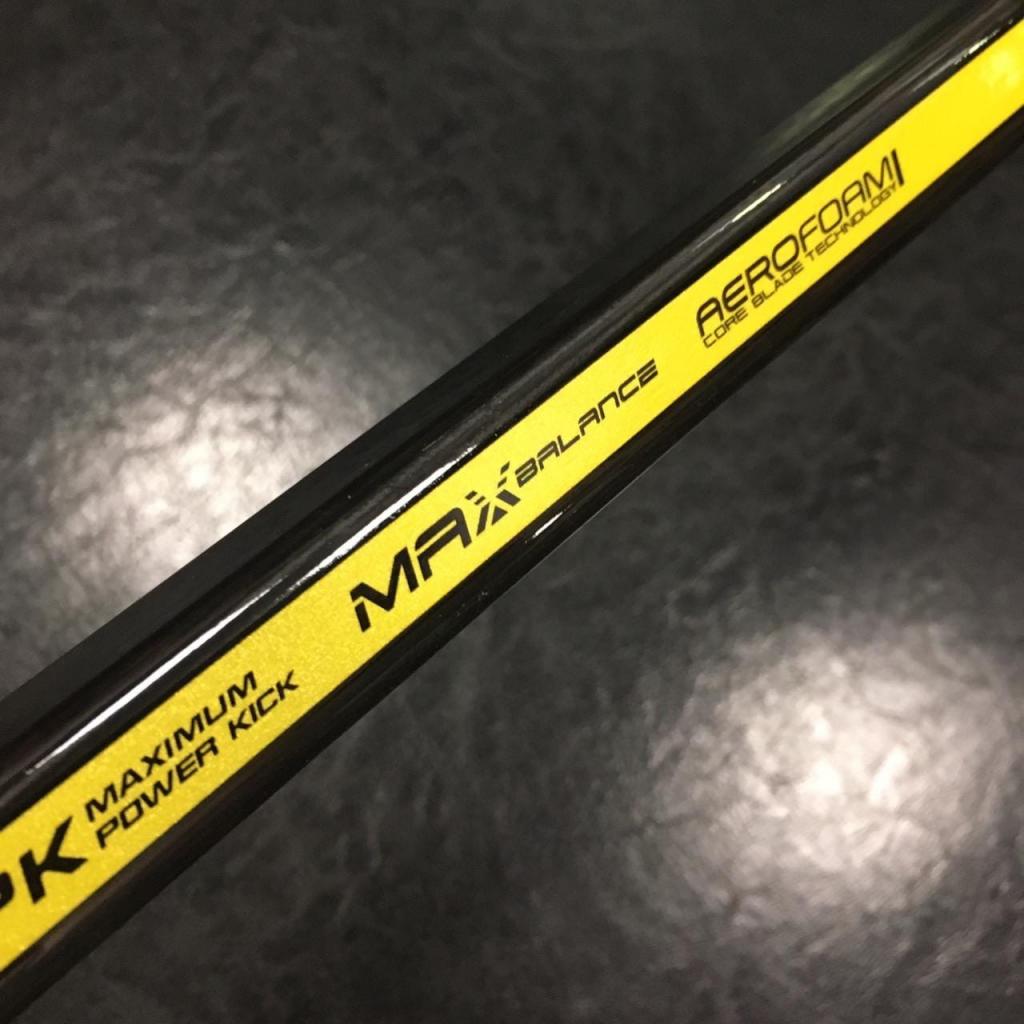 PK
MAXIMUM
POWER KICK
MAX BALANCE
AEROFOAM I
CORE BLADE TECHNOLOGY